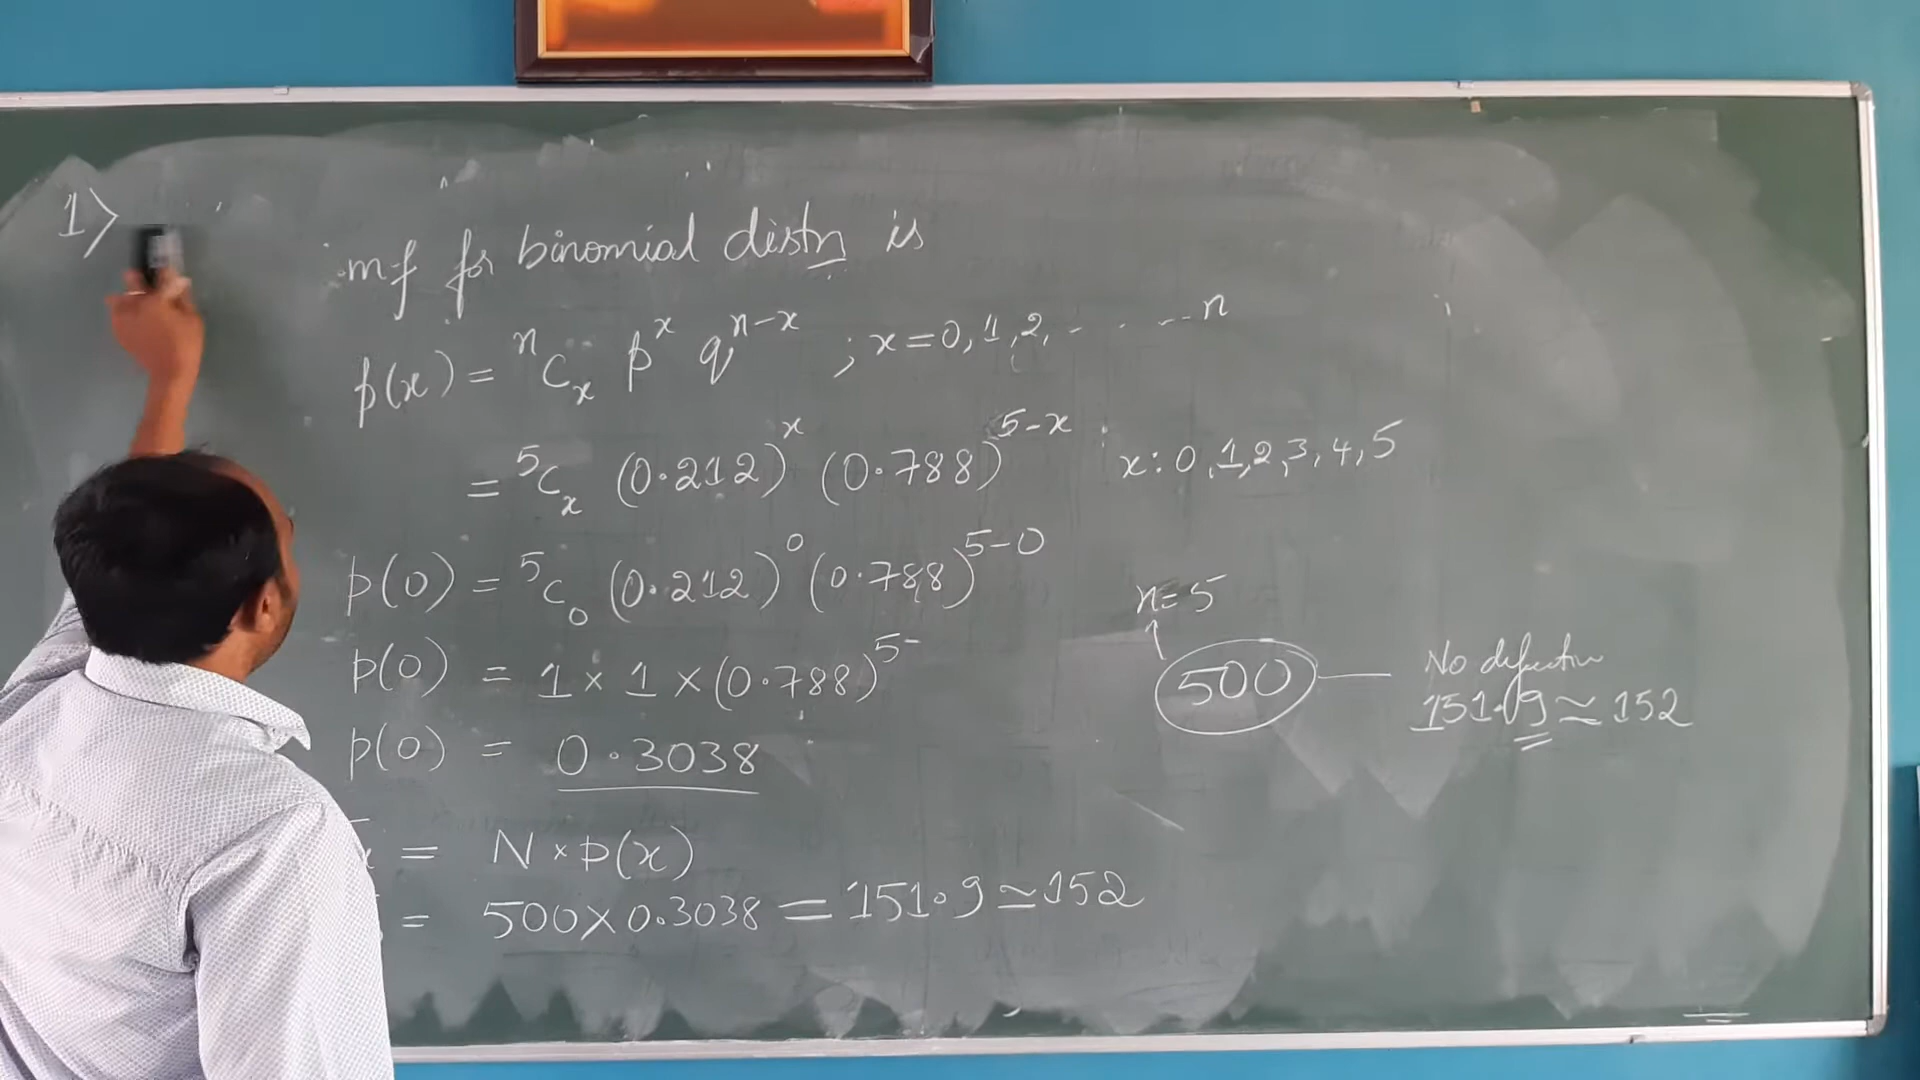 1)
mf for binomial distn is
p(x) = ⁿCₓ pˣ qⁿ⁻ˣ ; x=0,1,2,.....n
= ⁵Cₓ (0.212)ˣ (0.788)⁵⁻ˣ x: 0,1,2,3,4,5
p(0) = ⁵C₀ (0.212)⁰ (0.788)⁵⁻⁰
p(0) = 1 × 1 × (0.788)⁵
p(0) = 0.3038
= N × p(x)
= 500 × 0.3038 = 151.9 ≃ 152
n=5
500 — No defective
151.9 ≃ 152